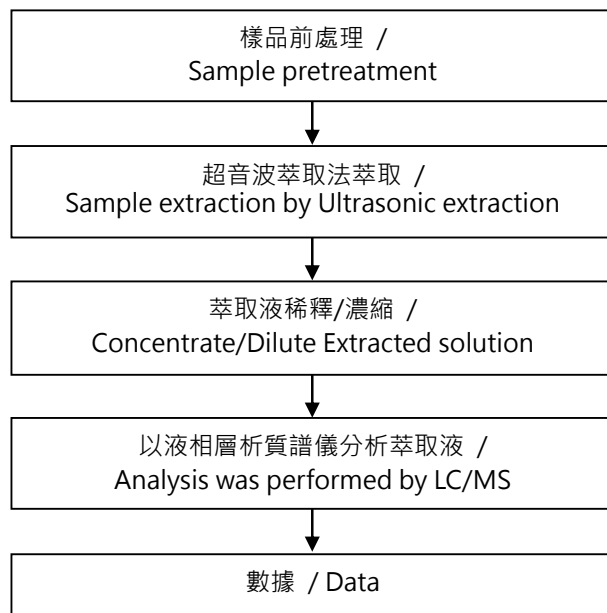 樣品前處理 /
Sample pretreatment
超音波萃取法萃取 /
Sample extraction by Ultrasonic extraction
萃取液稀釋/濃縮 /
Concentrate/Dilute Extracted solution
以液相層析質譜儀分析萃取液 /
Analysis was performed by LC/MS
數據 / Data